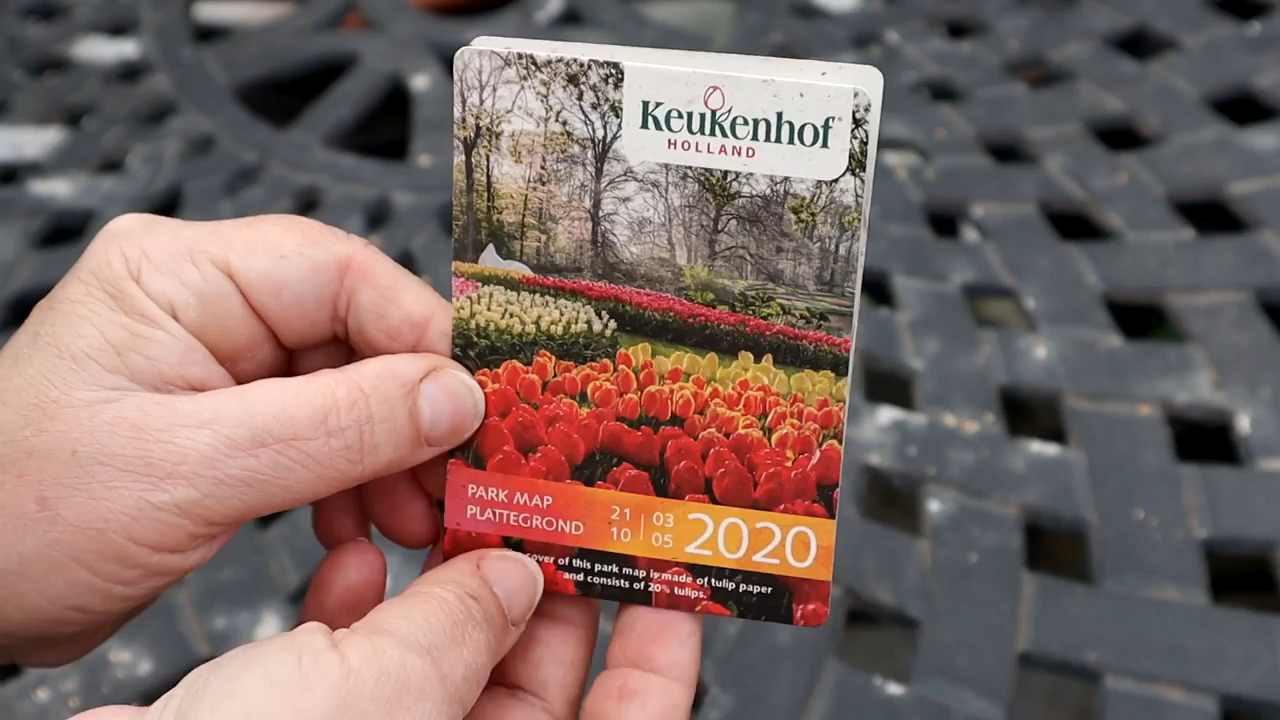 Keukenhof®
HOLLAND
PARK MAP
PLATTEGROND
21 | 03
10 | 05
2020
cover of this park map is made of tulip paper
and consists of 20% tulips.